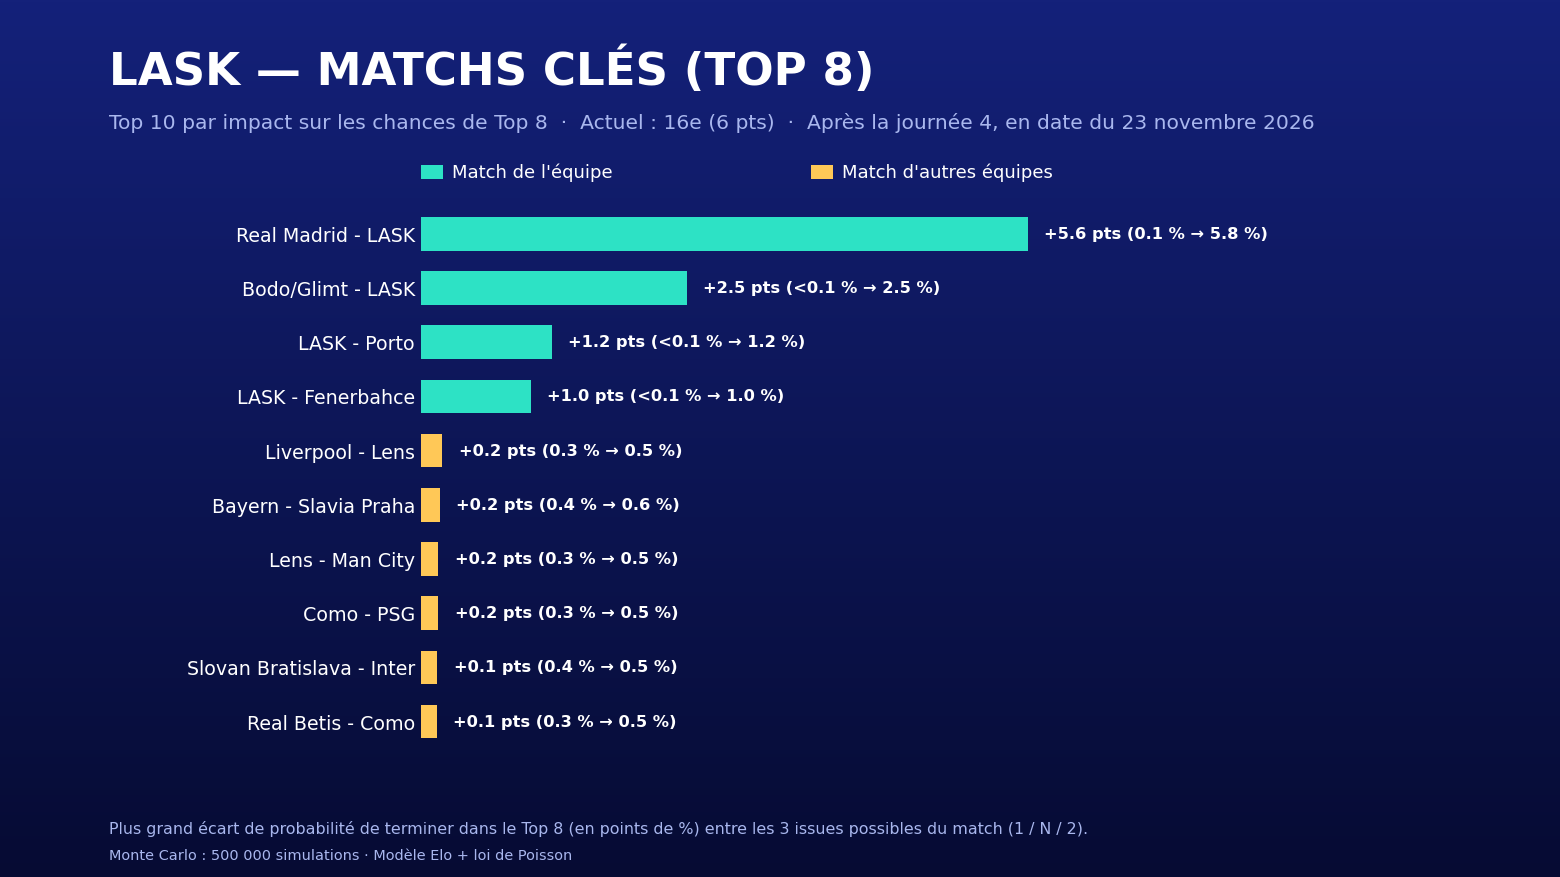 LASK — MATCHS CLÉS (TOP 8)
Top 10 par impact sur les chances de Top 8 · Actuel : 16e (6 pts) · Après la journée 4, en date du 23 novembre 2026
Match de l'équipe Match d'autres équipes
Real Madrid - LASK +5.6 pts (0.1 % → 5.8 %)
Bodo/Glimt - LASK +2.5 pts (<0.1 % → 2.5 %)
LASK - Porto +1.2 pts (<0.1 % → 1.2 %)
LASK - Fenerbahce +1.0 pts (<0.1 % → 1.0 %)
Liverpool - Lens +0.2 pts (0.3 % → 0.5 %)
Bayern - Slavia Praha +0.2 pts (0.4 % → 0.6 %)
Lens - Man City +0.2 pts (0.3 % → 0.5 %)
Como - PSG +0.2 pts (0.3 % → 0.5 %)
Slovan Bratislava - Inter +0.1 pts (0.4 % → 0.5 %)
Real Betis - Como +0.1 pts (0.3 % → 0.5 %)
Plus grand écart de probabilité de terminer dans le Top 8 (en points de %) entre les 3 issues possibles du match (1 / N / 2).
Monte Carlo : 500 000 simulations · Modèle Elo + loi de Poisson